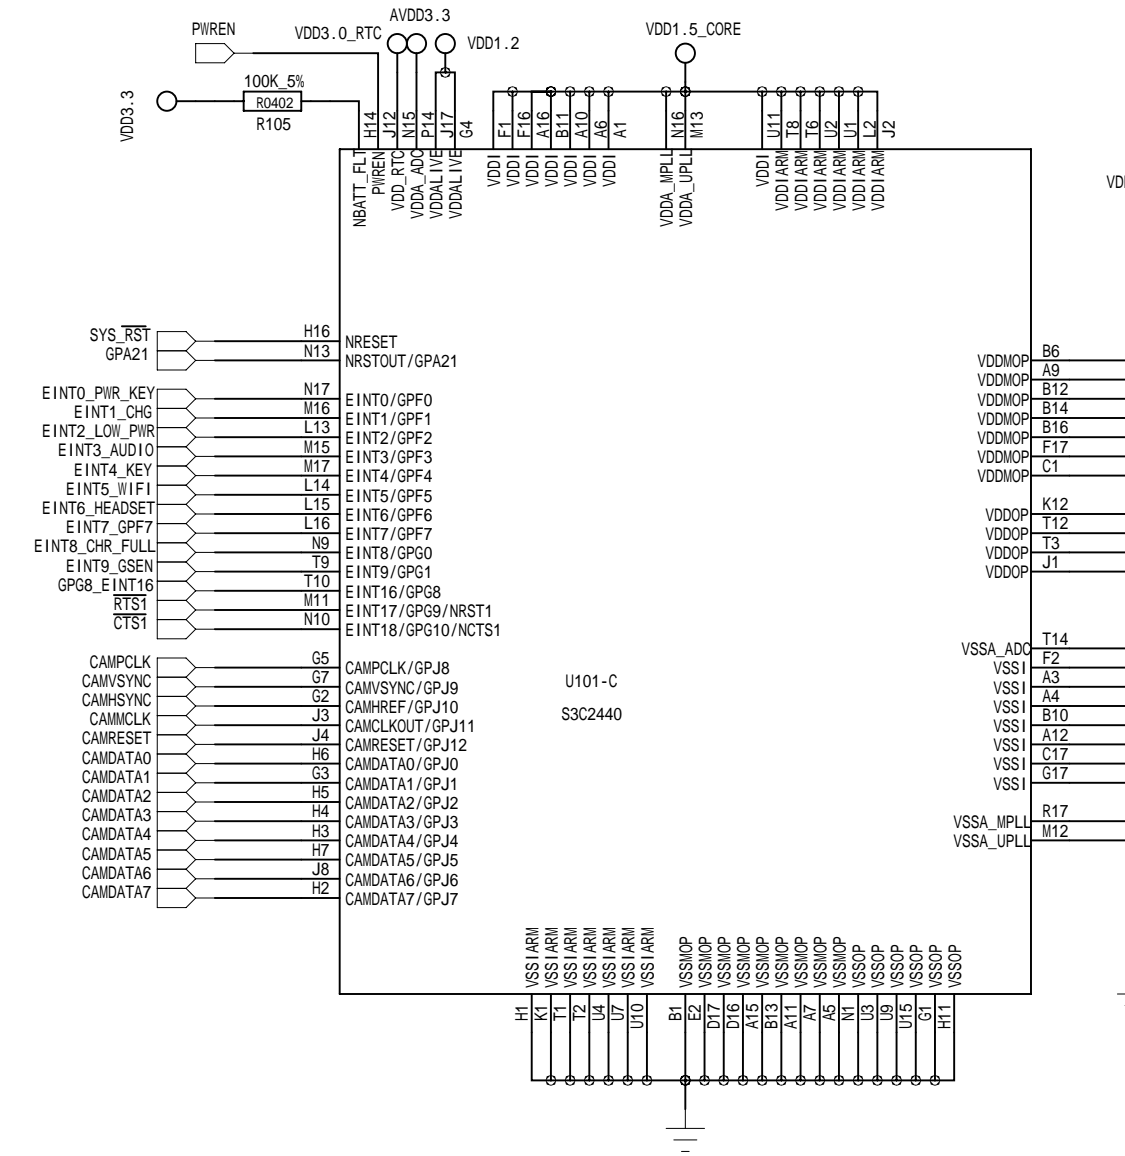 AVDD3.3
PWREN
VDD3.0_RTC
VDD1.2
VDD1.5_CORE
VDD3.3
100K_5%
R0402
R105
H14
J12
N15
P14
J17
G4
F1
F16
A16
B11
A10
A6
A1
N16
M13
U11
T8
T6
U2
U1
L2
J2
NBATT_FLT
PWREN
VDD_RTC
VDDA_ADC
VDDALIVE
VDDALIVE
VDDI
VDDI
VDDI
VDDI
VDDI
VDDI
VDDI
VDDA_MPLL
VDDA_UPLL
VDDI
VDDIARM
VDDIARM
VDDIARM
VDDIARM
VDDIARM
VDDIARM
SYS_RST H16 NRESET
GPA21 N13 NRSTOUT/GPA21
EINT0_PWR_KEY N17 EINT0/GPF0
EINT1_CHG M16 EINT1/GPF1
EINT2_LOW_PWR L13 EINT2/GPF2
EINT3_AUDIO M15 EINT3/GPF3
EINT4_KEY M17 EINT4/GPF4
EINT5_WIFI L14 EINT5/GPF5
EINT6_HEADSET L15 EINT6/GPF6
EINT7_GPF7 L16 EINT7/GPF7
EINT8_CHR_FULL N9 EINT8/GPG0
EINT9_GSEN T9 EINT9/GPG1
GPG8_EINT16 T10 EINT16/GPG8
RTS1 M11 EINT17/GPG9/NRST1
CTS1 N10 EINT18/GPG10/NCTS1
CAMPCLK G5 CAMPCLK/GPJ8
CAMVSYNC G7 CAMVSYNC/GPJ9
CAMHSYNC G2 CAMHREF/GPJ10
CAMMCLK J3 CAMCLKOUT/GPJ11
CAMRESET J4 CAMRESET/GPJ12
CAMDATA0 H6 CAMDATA0/GPJ0
CAMDATA1 G3 CAMDATA1/GPJ1
CAMDATA2 H5 CAMDATA2/GPJ2
CAMDATA3 H4 CAMDATA3/GPJ3
CAMDATA4 H3 CAMDATA4/GPJ4
CAMDATA5 H7 CAMDATA5/GPJ5
CAMDATA6 J8 CAMDATA6/GPJ6
CAMDATA7 H2 CAMDATA7/GPJ7
U101-C
S3C2440
VDDMOP B6
VDDMOP A9
VDDMOP B12
VDDMOP B14
VDDMOP B16
VDDMOP F17
VDDMOP C1
VDDOP K12
VDDOP T12
VDDOP T3
VDDOP J1
VSSA_ADC T14
VSSI F2
VSSI A3
VSSI A4
VSSI B10
VSSI A12
VSSI C17
VSSI G17
VSSA_MPLL R17
VSSA_UPLL M12
VSSIARM
VSSIARM
VSSIARM
VSSIARM
VSSIARM
VSSIARM
VSSIARM
VSSMOP
VSSMOP
VSSMOP
VSSMOP
VSSMOP
VSSMOP
VSSMOP
VSSMOP
VSSMOP
VSSOP
VSSOP
VSSOP
VSSOP
VSSOP
VSSOP
H1
K1
T1
T2
U4
U7
U10
B1
E2
D17
D16
A15
B13
A11
A7
A5
N1
U3
U9
U15
G1
H11